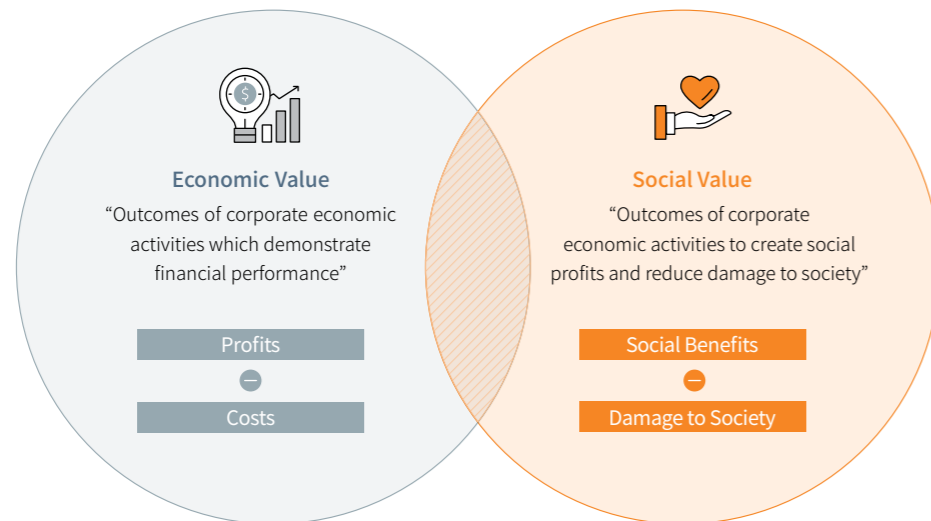 $
Economic Value
“Outcomes of corporate economic
activities which demonstrate
financial performance”
Profits
−
Costs
Social Value
“Outcomes of corporate
economic activities to create social
profits and reduce damage to society”
Social Benefits
−
Damage to Society